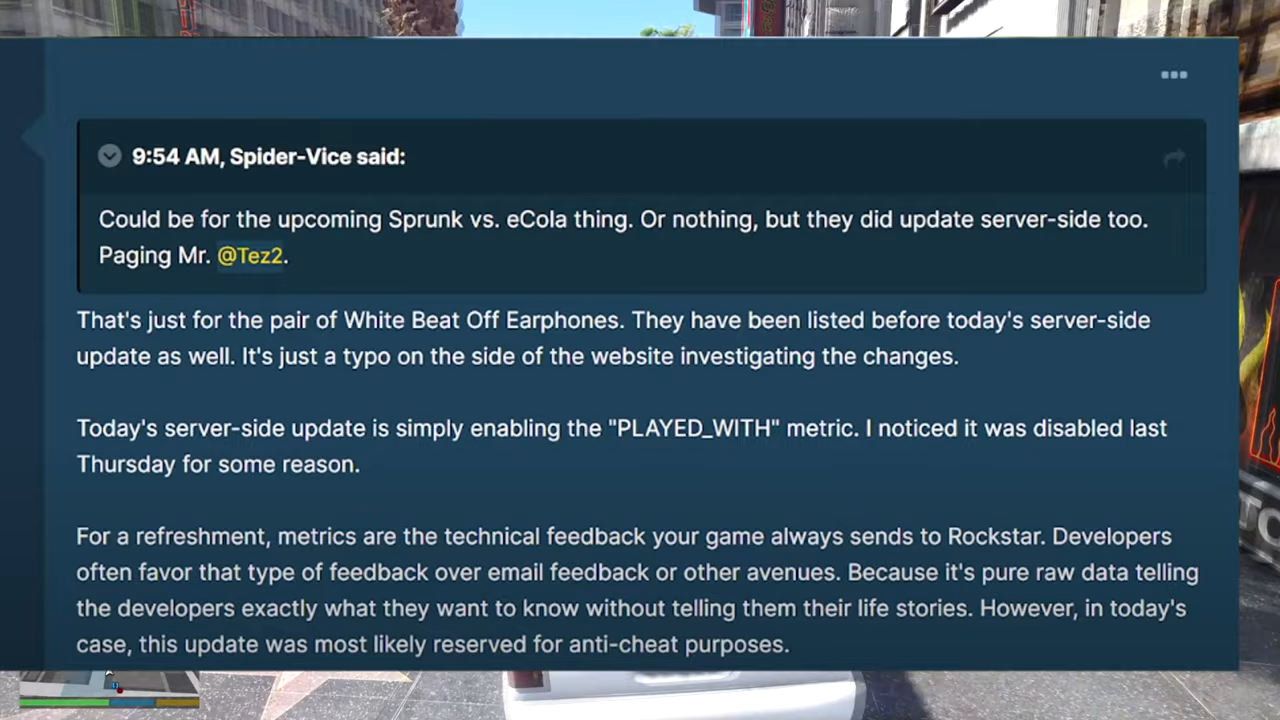 9:54 AM, Spider-Vice said:
Could be for the upcoming Sprunk vs. eCola thing. Or nothing, but they did update server-side too.
Paging Mr. @Tez2.
That's just for the pair of White Beat Off Earphones. They have been listed before today's server-side
update as well. It's just a typo on the side of the website investigating the changes.
Today's server-side update is simply enabling the "PLAYED_WITH" metric. I noticed it was disabled last
Thursday for some reason.
For a refreshment, metrics are the technical feedback your game always sends to Rockstar. Developers
often favor that type of feedback over email feedback or other avenues. Because it's pure raw data telling
the developers exactly what they want to know without telling them their life stories. However, in today's
case, this update was most likely reserved for anti-cheat purposes.